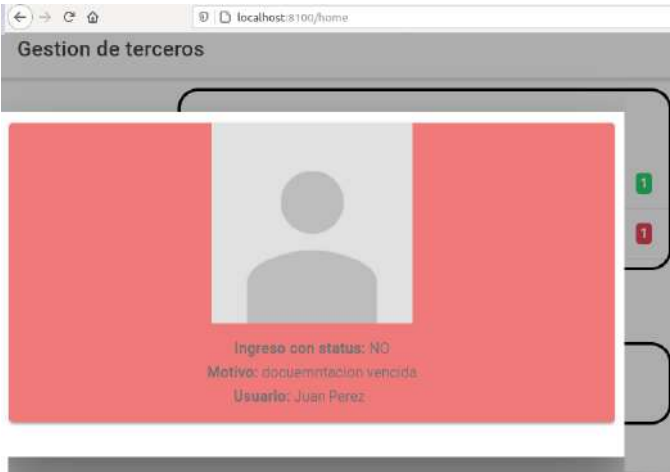 localhost:8100/home
Gestion de terceros
1
1
Ingreso con status: NO
Motivo: docuemntacion vencida
Usuario: Juan Perez